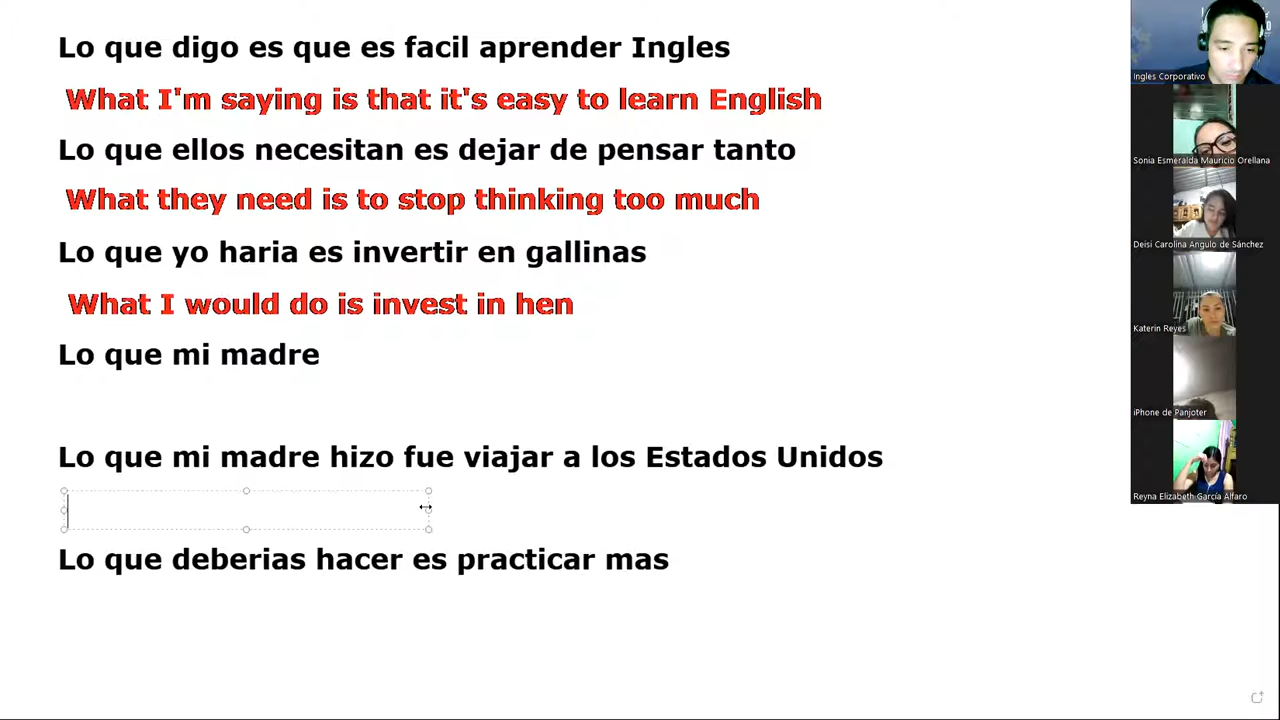 Lo que digo es que es facil aprender Ingles
What I'm saying is that it's easy to learn English
Lo que ellos necesitan es dejar de pensar tanto
What they need is to stop thinking too much
Lo que yo haria es invertir en gallinas
What I would do is invest in hen
Lo que mi madre
Lo que mi madre hizo fue viajar a los Estados Unidos
Lo que deberias hacer es practicar mas
Ingles Corporativo
Sonia Esmeralda Mauricio Orellana
Deisi Carolina Angulo de Sánchez
Katerin Reyes
iPhone de Panjoter
Reyna Elizabeth García Alfaro